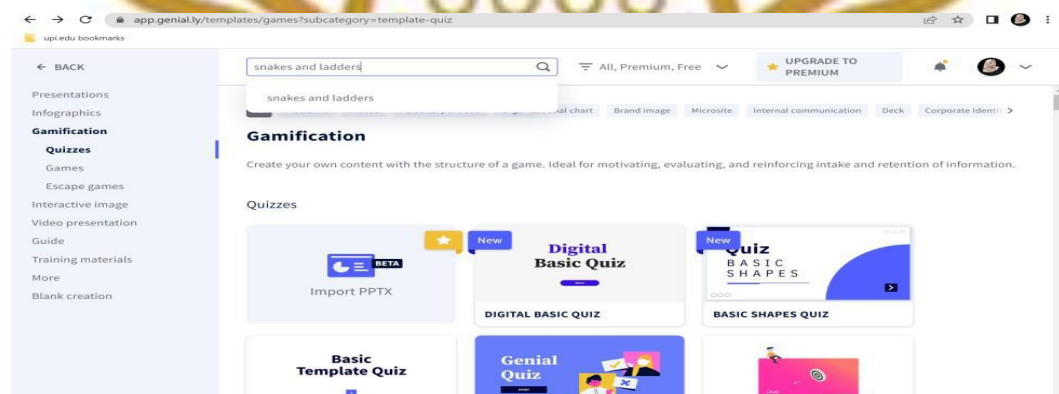 app.genial.ly/templates/games?subcategory=template-quiz
upi.edu bookmarks
BACK
snakes and ladders
All, Premium, Free
UPGRADE TO
PREMIUM
snakes and ladders
Presentations
Infographics
Gamification
Quizzes
Games
Escape games
Interactive image
Video presentation
Guide
Training materials
More
Blank creation
al chart
Brand image
Microsite
Internal communication
Deck
Corporate Identi
Gamification
Create your own content with the structure of a game. Ideal for motivating, evaluating, and reinforcing intake and retention of information.
Quizzes
BETA
Import PPTX
New
Digital
Basic Quiz
DIGITAL BASIC QUIZ
New
Quiz
BASIC
SHAPES
BASIC SHAPES QUIZ
Basic
Template Quiz
Genial
Quiz